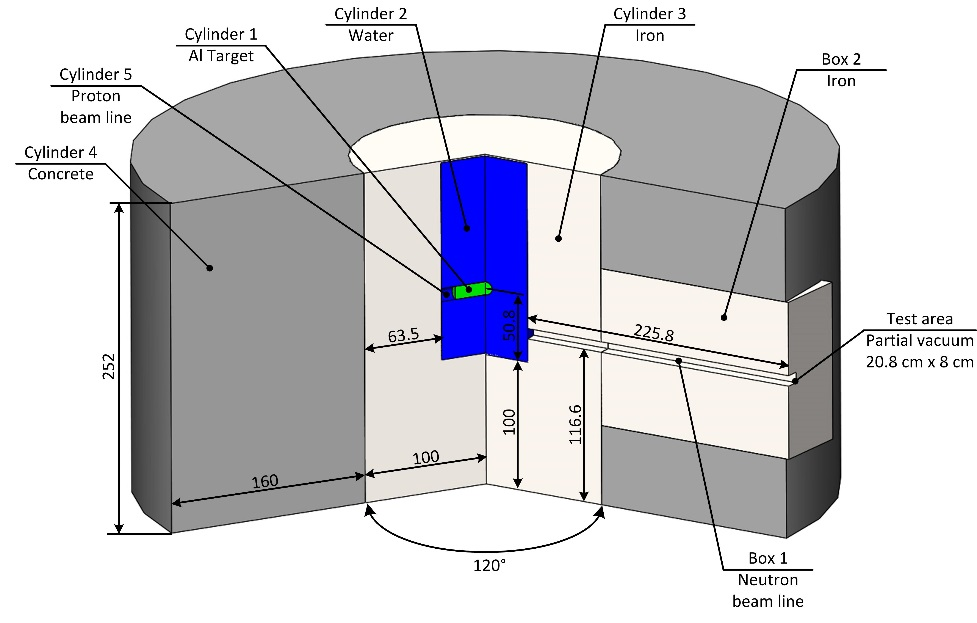 Cylinder 2
Water
Cylinder 3
Iron
Cylinder 1
Al Target
Box 2
Iron
Cylinder 5
Proton
beam line
Cylinder 4
Concrete
Test area
Partial vacuum
20.8 cm x 8 cm
50.8
225.8
63.5
252
100
116.6
100
160
120°
Box 1
Neutron
beam line